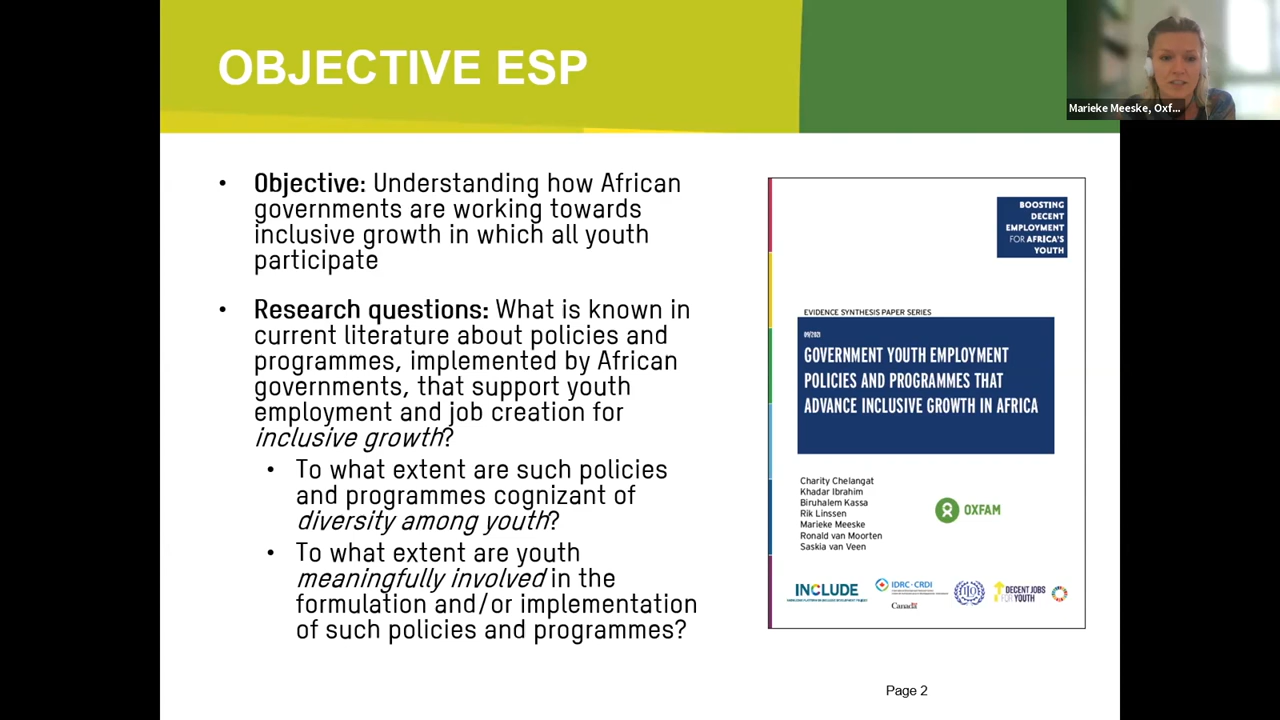 OBJECTIVE ESP
Marieke Meeske, Oxf...
• Objective: Understanding how African
governments are working towards
inclusive growth in which all youth
participate
• Research questions: What is known in
current literature about policies and
programmes, implemented by African
governments, that support youth
employment and job creation for
inclusive growth?
• To what extent are such policies
and programmes cognizant of
diversity among youth?
• To what extent are youth
meaningfully involved in the
formulation and/or implementation
of such policies and programmes?
BOOSTING
DECENT
EMPLOYMENT
FOR AFRICA'S
YOUTH
EVIDENCE SYNTHESIS PAPER SERIES
09/2021
GOVERNMENT YOUTH EMPLOYMENT
POLICIES AND PROGRAMMES THAT
ADVANCE INCLUSIVE GROWTH IN AFRICA
Charity Chelangat
Khadar Ibrahim
Biruhalem Kassa
Rik Linssen
Marieke Meeske
Ronald van Moorten
Saskia van Veen
OXFAM
INCLUDE
IDRC · CRDI
Canada
DECENT JOBS
FOR YOUTH
Page 2